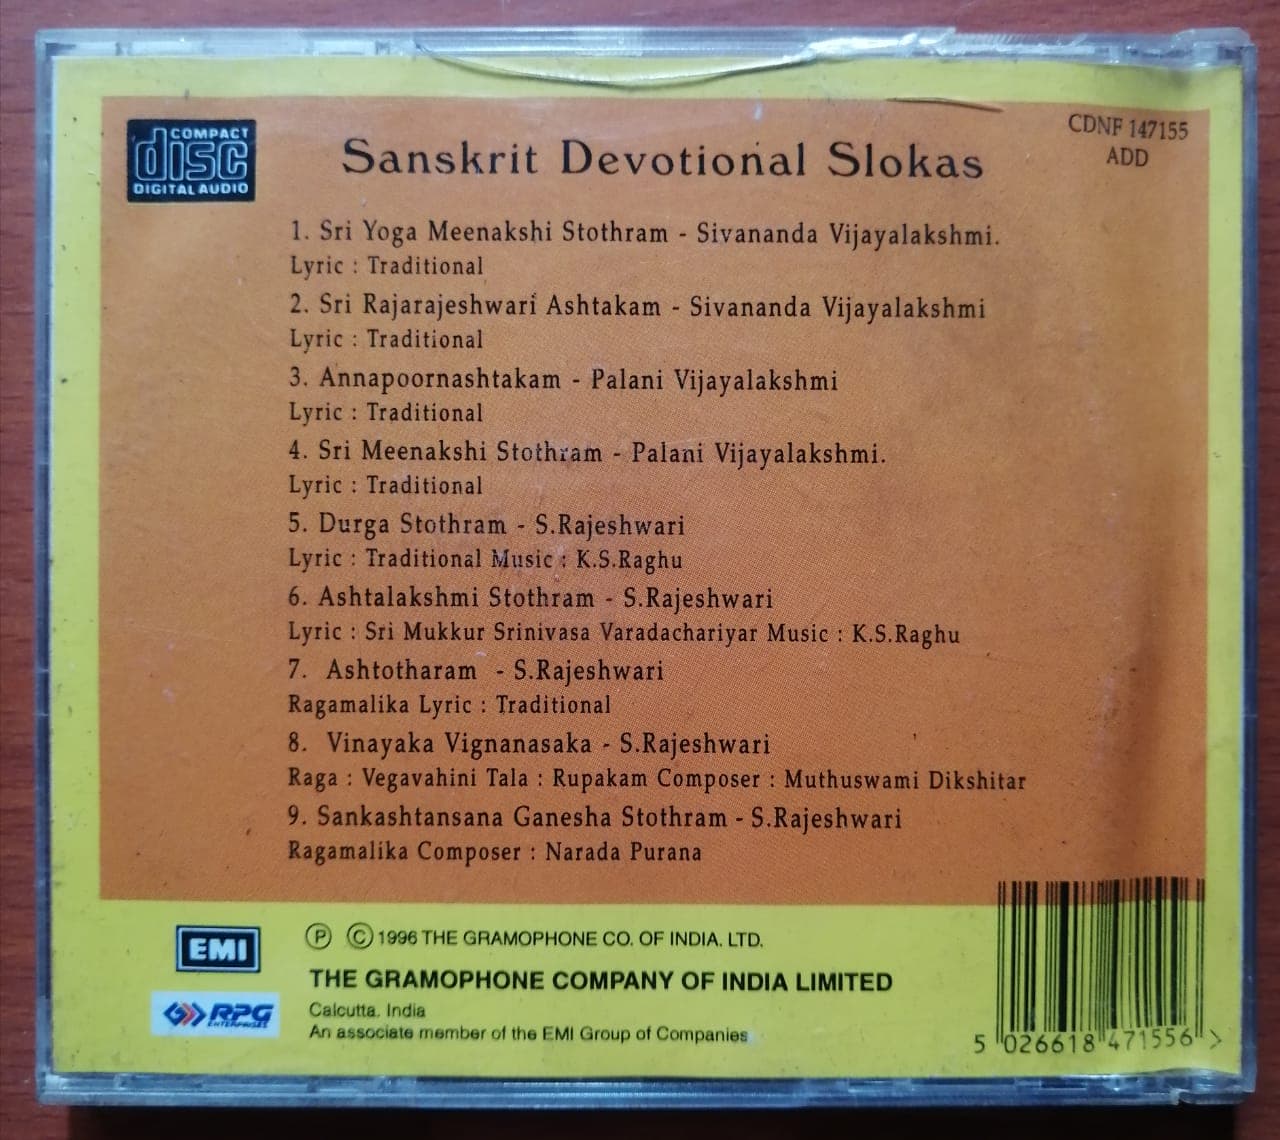 COMPACT
disc
DIGITAL AUDIO
Sanskrit Devotional Slokas
CDNF 147155
ADD
1. Sri Yoga Meenakshi Stothram - Sivananda Vijayalakshmi.
Lyric : Traditional
2. Sri Rajarajeshwari Ashtakam - Sivananda Vijayalakshmi
Lyric : Traditional
3. Annapoornashtakam - Palani Vijayalakshmi
Lyric : Traditional
4. Sri Meenakshi Stothram - Palani Vijayalakshmi.
Lyric : Traditional
5. Durga Stothram - S.Rajeshwari
Lyric : Traditional Music : K.S.Raghu
6. Ashtalakshmi Stothram - S.Rajeshwari
Lyric : Sri Mukkur Srinivasa Varadachariyar Music : K.S.Raghu
7. Ashtotharam - S.Rajeshwari
Ragamalika Lyric : Traditional
8. Vinayaka Vignanasaka - S.Rajeshwari
Raga : Vegavahini Tala : Rupakam Composer : Muthuswami Dikshitar
9. Sankashtansana Ganesha Stothram - S.Rajeshwari
Ragamalika Composer : Narada Purana
EMI
RPG
ENTERPRISES
Ⓟ Ⓒ 1996 THE GRAMOPHONE CO. OF INDIA. LTD.
THE GRAMOPHONE COMPANY OF INDIA LIMITED
Calcutta. India
An associate member of the EMI Group of Companies
5 026618 471556 >